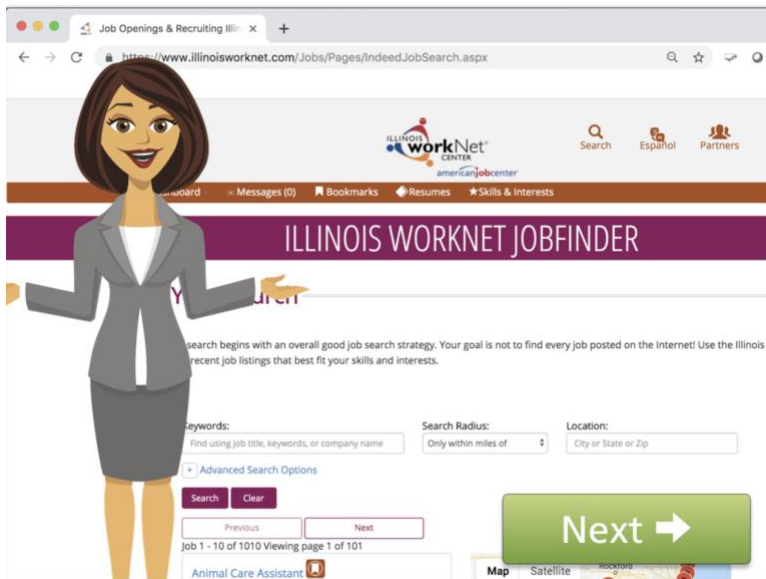 Job Openings & Recruiting Illin
https://www.illinoisworknet.com/Jobs/Pages/IndeedJobSearch.aspx
ILLINOIS
workNet®
CENTER
americanjobcenter
Search Español Partners
board Messages (0) Bookmarks Resumes Skills & Interests
ILLINOIS WORKNET JOBFINDER
search begins with an overall good job search strategy. Your goal is not to find every job posted on the Internet! Use the Illinois
recent job listings that best fit your skills and interests.
Keywords: Search Radius: Location:
Find using job title, keywords, or company name Only within miles of City or State or Zip
+ Advanced Search Options
Search Clear
Previous Next
Next
Job 1 - 10 of 1010 Viewing page 1 of 101
Animal Care Assistant
Map Satellite Rockford